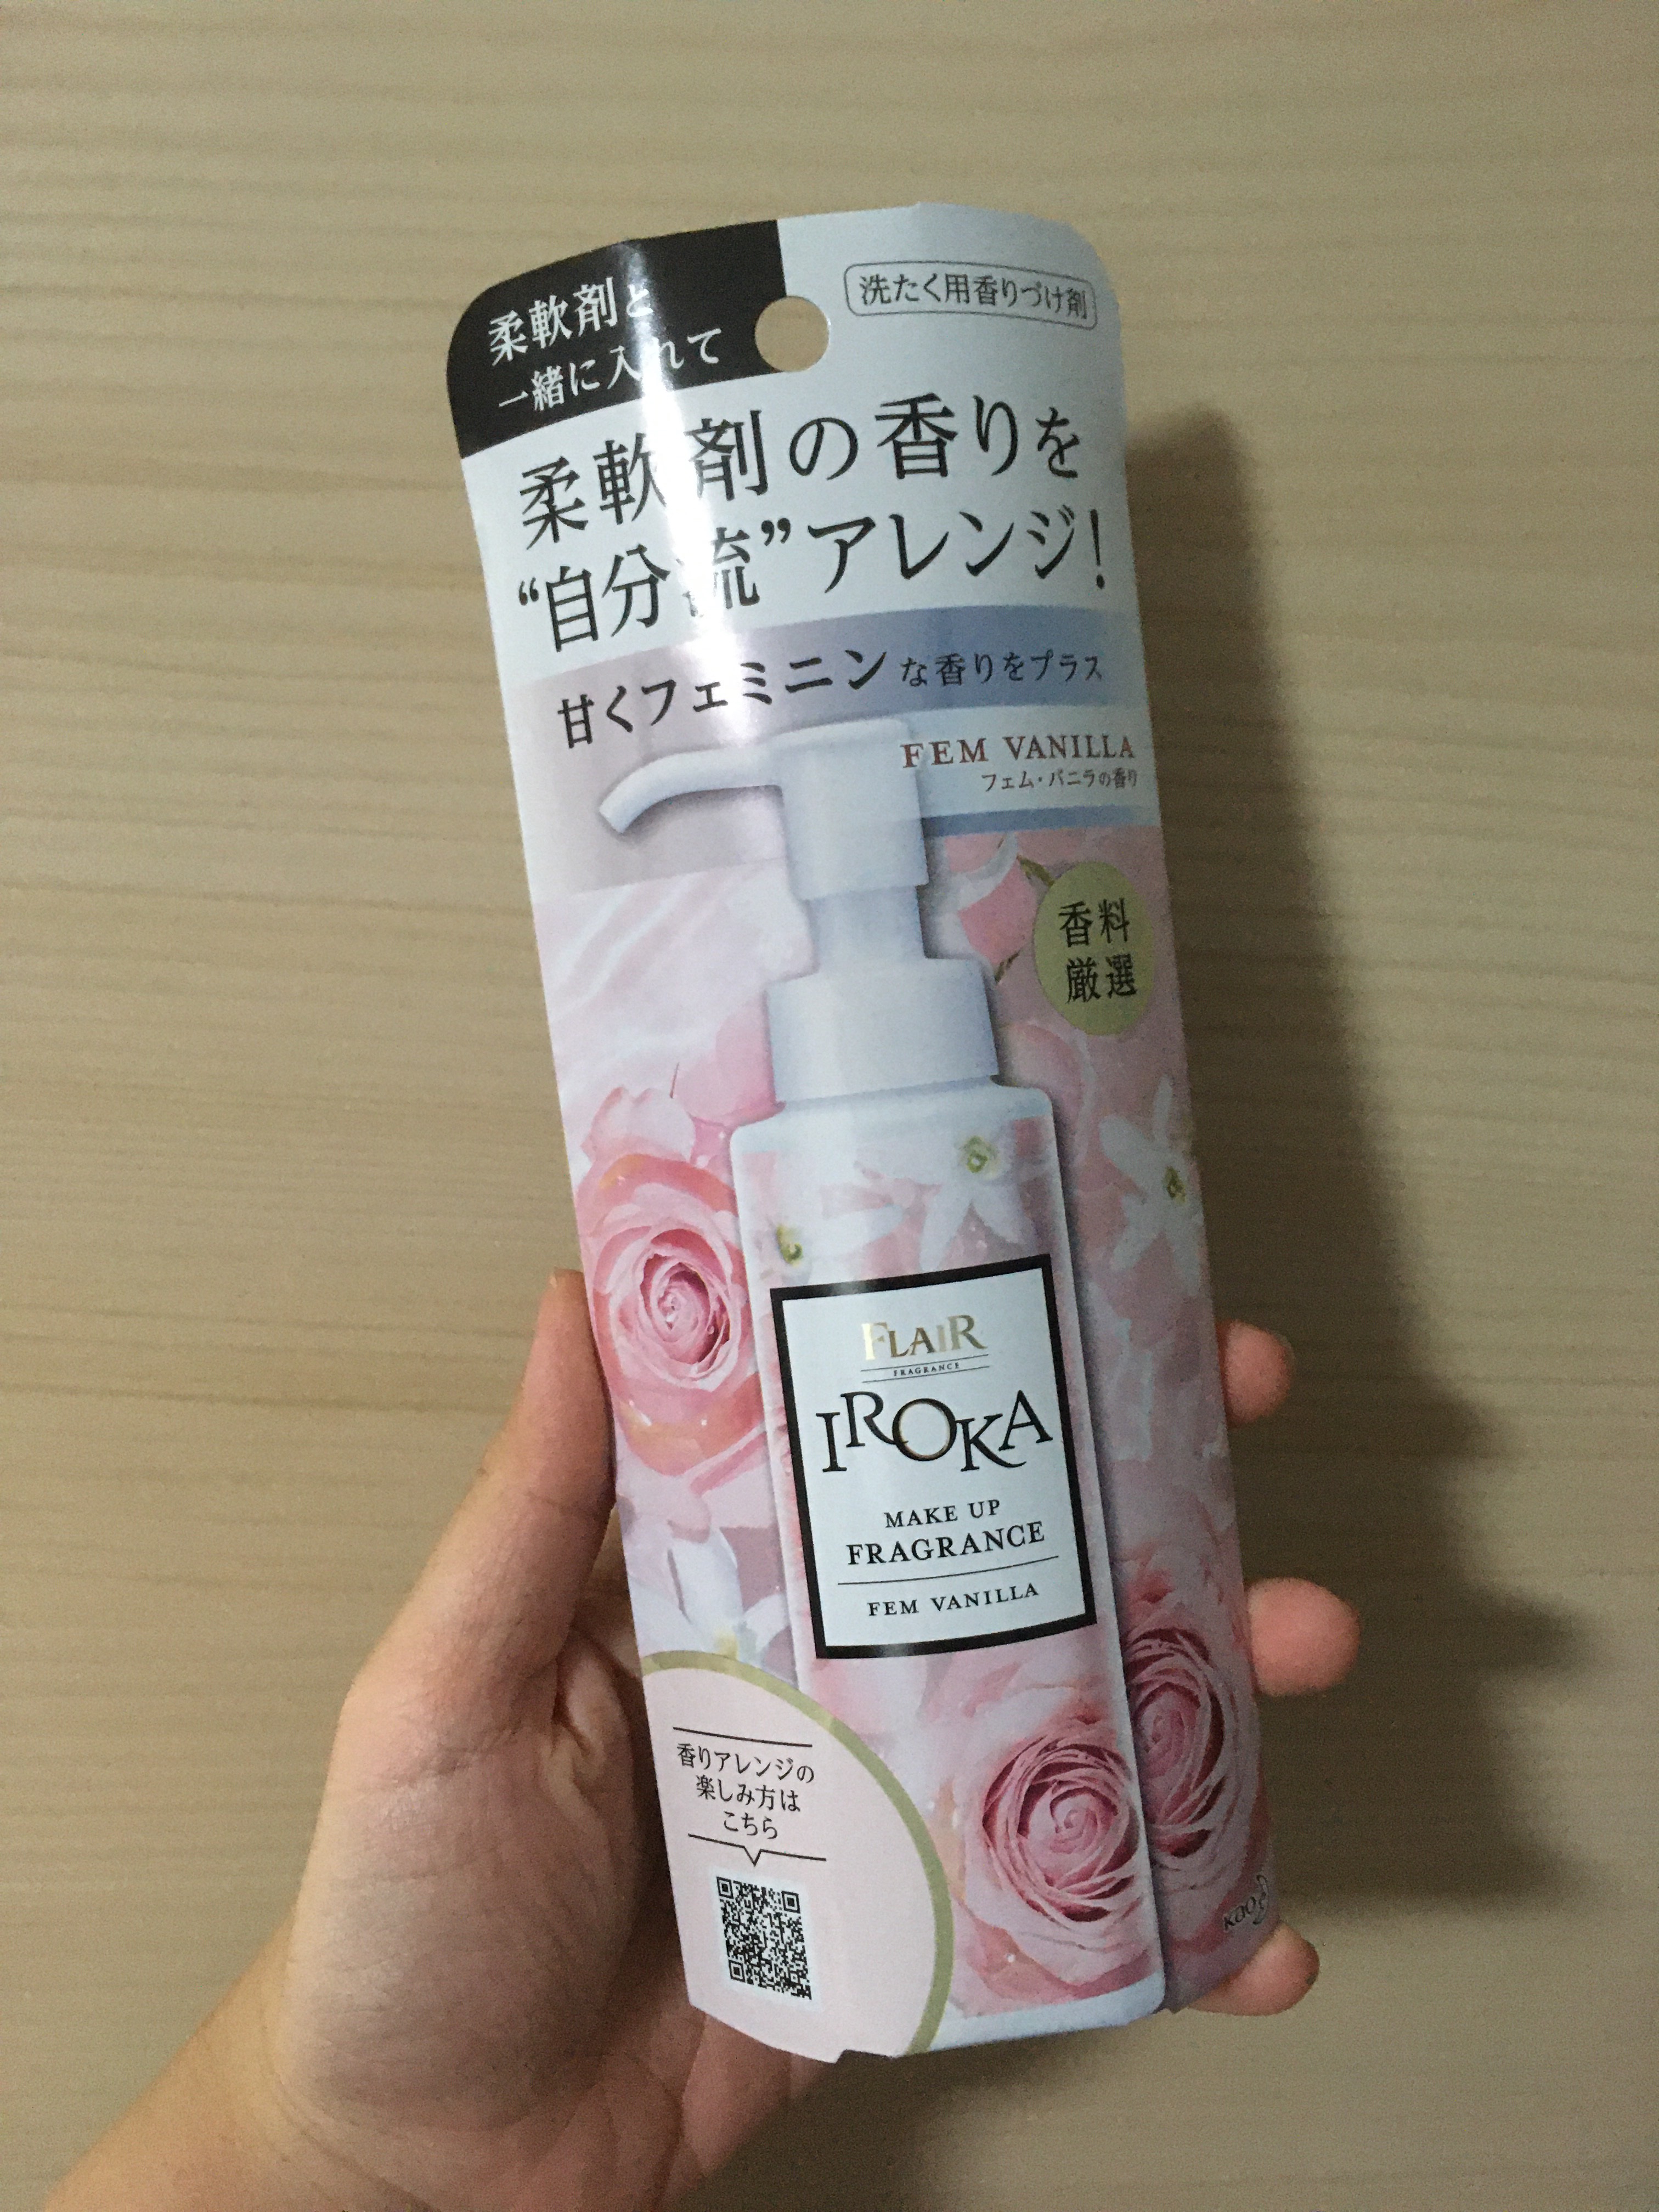 柔軟剤と
一緒に入れて
洗たく用香りづけ剤
柔軟剤の香りを
“自分流”アレンジ!
甘くフェミニンな香りをプラス
FEM VANILLA
フェム・バニラの香り
香料
厳選
FLAIR
FRAGRANCE
IROKA
MAKE UP
FRAGRANCE
FEM VANILLA
香りアレンジの
楽しみ方は
こちら
kao